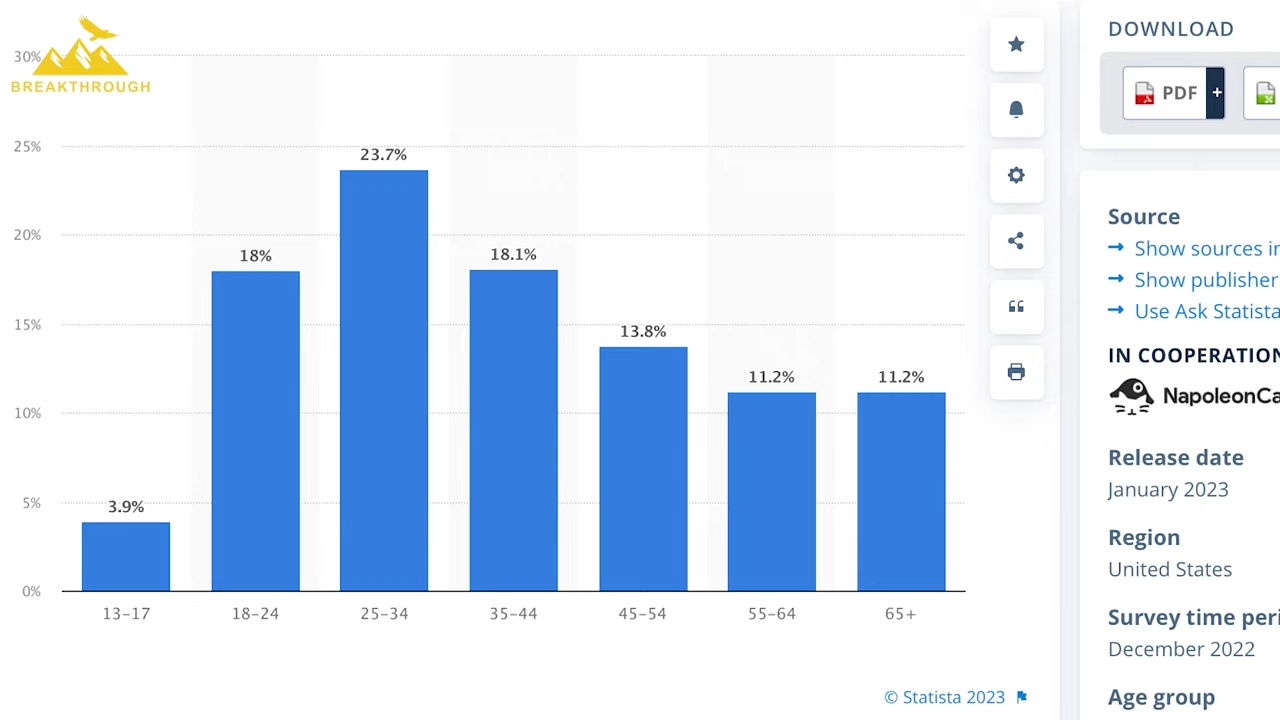 BREAKTHROUGH
30%
25%
20%
15%
10%
5%
0%
3.9%
18%
23.7%
18.1%
13.8%
11.2%
11.2%
13–17
18–24
25–34
35–44
45–54
55–64
65+
© Statista 2023
DOWNLOAD
PDF +
Source
Show sources in
Show publisher
Use Ask Statista
IN COOPERATION
NapoleonCa
Release date
January 2023
Region
United States
Survey time peri
December 2022
Age group